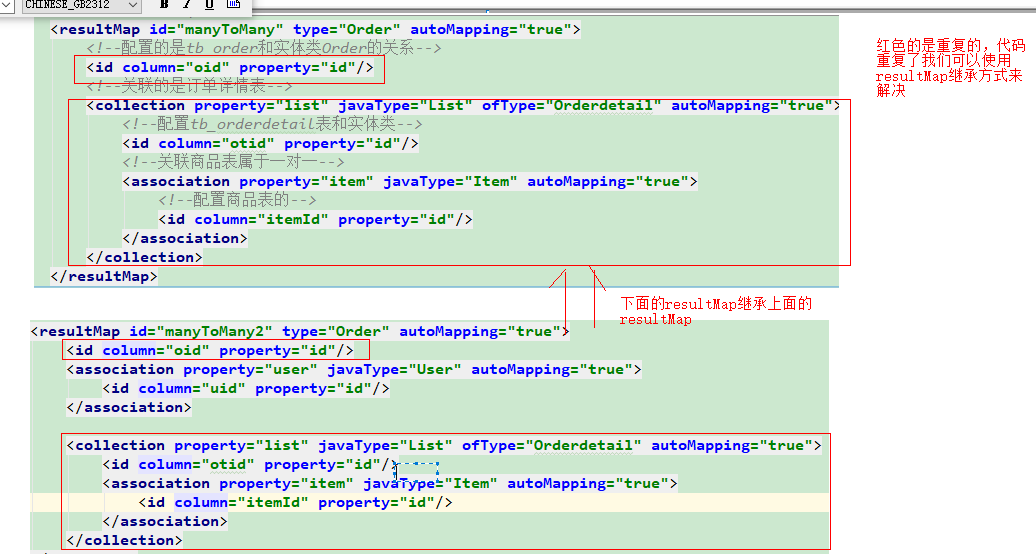 CHINESE_GB2312
B I U
<resultMap id="manyToMany" type="Order" autoMapping="true">
<!--配置的是tb_order和实体类Order的关系-->
<id column="oid" property="id"/>
<!--关联的是订单详情表-->
<collection property="list" javaType="List" ofType="Orderdetail" autoMapping="true">
<!--配置tb_orderdetail表和实体类-->
<id column="otid" property="id"/>
<!--关联商品表属于一对一-->
<association property="item" javaType="Item" autoMapping="true">
<!--配置商品表的-->
<id column="itemId" property="id"/>
</association>
</collection>
</resultMap>
红色的是重复的，代码
重复了我们可以使用
resultMap继承方式来
解决
下面的resultMap继承上面的
resultMap
<resultMap id="manyToMany2" type="Order" autoMapping="true">
<id column="oid" property="id"/>
<association property="user" javaType="User" autoMapping="true">
<id column="uid" property="id"/>
</association>
<collection property="list" javaType="List" ofType="Orderdetail" autoMapping="true">
<id column="otid" property="id"/>
<association property="item" javaType="Item" autoMapping="true">
<id column="itemId" property="id"/>
</association>
</collection>